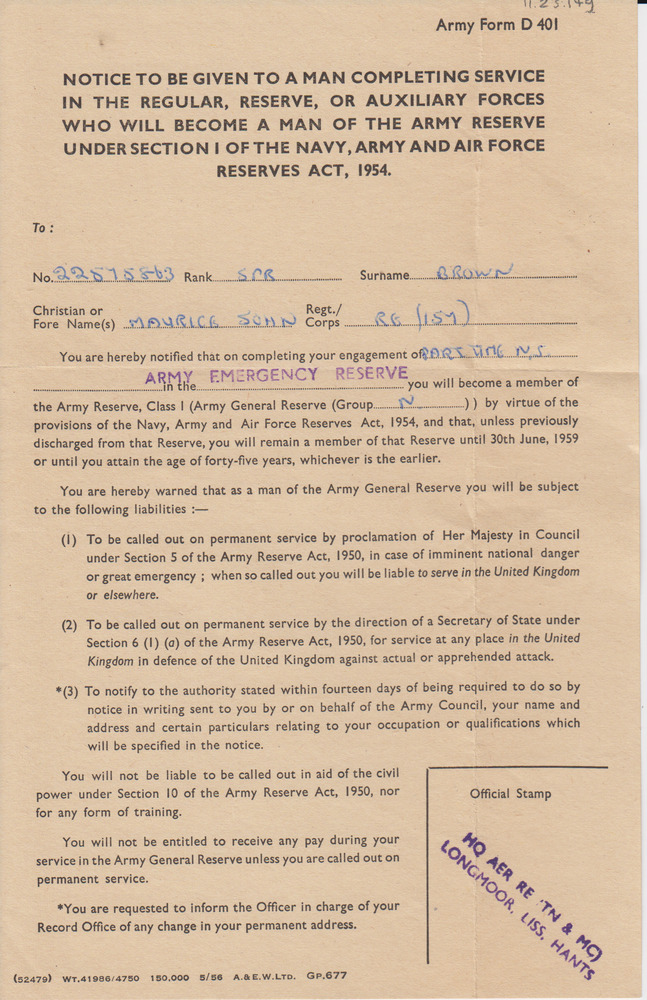 11.25.149
Army Form D 401
NOTICE TO BE GIVEN TO A MAN COMPLETING SERVICE
IN THE REGULAR, RESERVE, OR AUXILIARY FORCES
WHO WILL BECOME A MAN OF THE ARMY RESERVE
UNDER SECTION I OF THE NAVY, ARMY AND AIR FORCE
RESERVES ACT, 1954.
To :
No. 22575563 Rank SPR Surname BROWN
Christian or Fore Name(s) MAURICE JOHN Regt./Corps RE (157)
You are hereby notified that on completing your engagement of PART TIME N.S.
in the ARMY EMERGENCY RESERVE you will become a member of
the Army Reserve, Class I (Army General Reserve (Group N )) by virtue of the
provisions of the Navy, Army and Air Force Reserves Act, 1954, and that, unless previously
discharged from that Reserve, you will remain a member of that Reserve until 30th June, 1959
or until you attain the age of forty-five years, whichever is the earlier.
You are hereby warned that as a man of the Army General Reserve you will be subject
to the following liabilities :—
(1) To be called out on permanent service by proclamation of Her Majesty in Council
under Section 5 of the Army Reserve Act, 1950, in case of imminent national danger
or great emergency ; when so called out you will be liable to serve in the United Kingdom
or elsewhere.
(2) To be called out on permanent service by the direction of a Secretary of State under
Section 6 (1) (a) of the Army Reserve Act, 1950, for service at any place in the United
Kingdom in defence of the United Kingdom against actual or apprehended attack.
*(3) To notify to the authority stated within fourteen days of being required to do so by
notice in writing sent to you by or on behalf of the Army Council, your name and
address and certain particulars relating to your occupation or qualifications which
will be specified in the notice.
You will not be liable to be called out in aid of the civil
power under Section 10 of the Army Reserve Act, 1950, nor
for any form of training.
You will not be entitled to receive any pay during your
service in the Army General Reserve unless you are called out on
permanent service.
*You are requested to inform the Officer in charge of your
Record Office of any change in your permanent address.
Official Stamp
HQ AER RE (TN & MC)
LONGMOOR, LISS, HANTS
(52479) WT.41986/4750 150,000 5/56 A.& E.W.LTD. GP.677